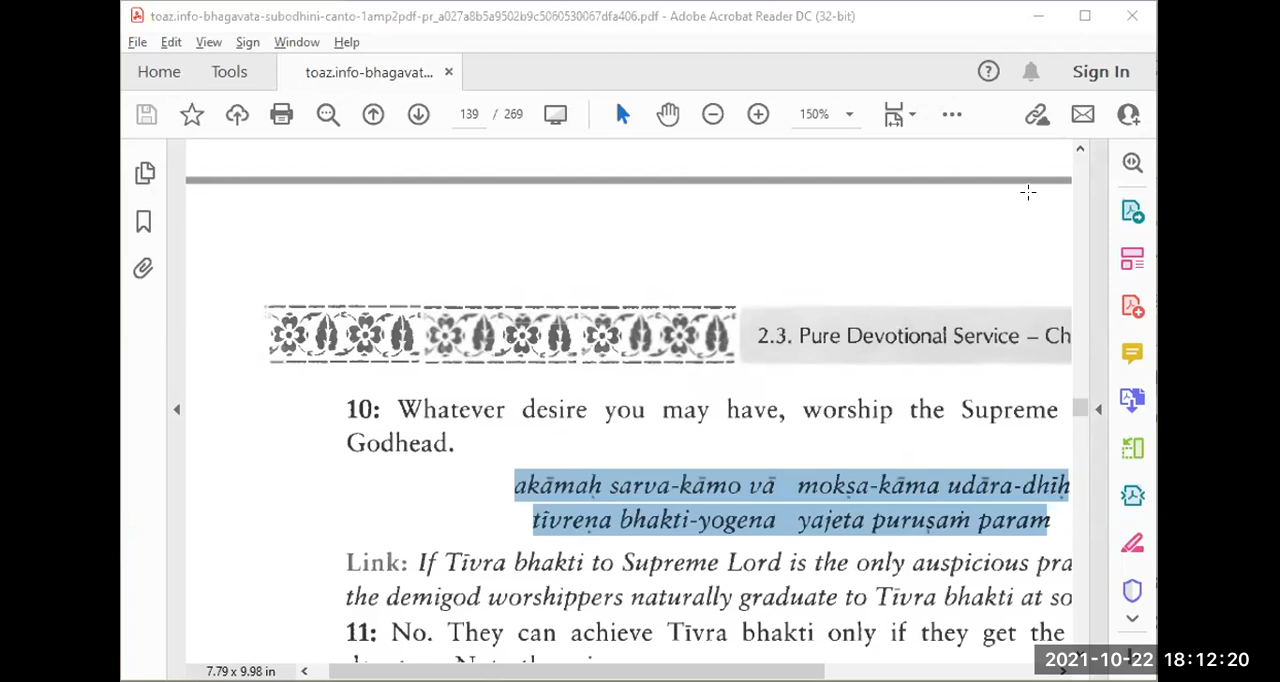 toaz.info-bhagavata-subodhini-canto-1amp2pdf-pr_a027a8b5a9502b9c5060530067dfa406.pdf - Adobe Acrobat Reader DC (32-bit)
File Edit View Sign Window Help
Home Tools toaz.info-bhagavat... × Sign In
139 / 269 150%
2.3. Pure Devotional Service – Ch
10: Whatever desire you may have, worship the Supreme
Godhead.
akāmaḥ sarva-kāmo vā mokṣa-kāma udāra-dhīḥ
tīvreṇa bhakti-yogena yajeta puruṣaṁ param
Link: If Tīvra bhakti to Supreme Lord is the only auspicious pra
the demigod worshippers naturally graduate to Tīvra bhakti at so
11: No. They can achieve Tīvra bhakti only if they get the
7.79 x 9.98 in
2021-10-22 18:12:20